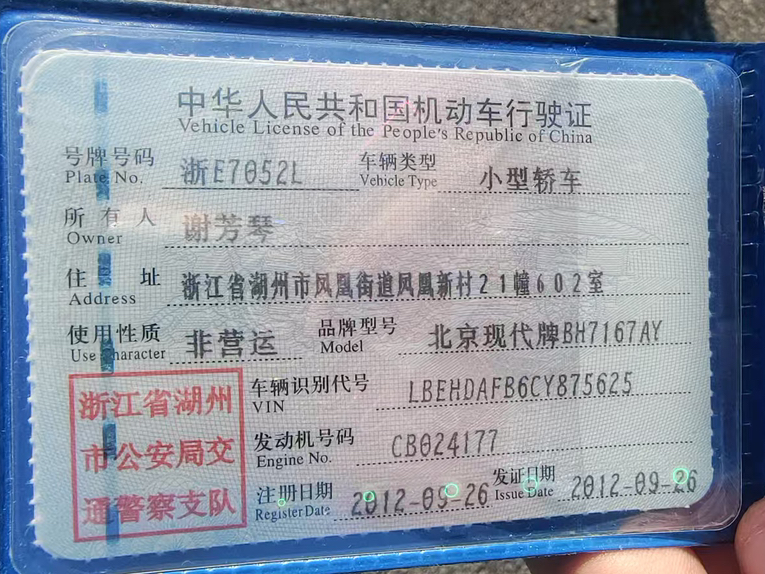 中华人民共和国机动车行驶证
Vehicle License of the People's Republic of China
号牌号码 浙E7052L 车辆类型 小型轿车
Plate No. Vehicle Type
所有人 谢芳琴
Owner
住址 浙江省湖州市凤凰街道凤凰新村21幢602室
Address
使用性质 非营运 品牌型号 北京现代牌BH7167AY
Use Character Model
浙江省湖州
市公安局交
通警察支队
车辆识别代号 LBEHDAFB6CY875625
VIN
发动机号码 CB024177
Engine No.
注册日期 2012-09-26 发证日期 2012-09-26
Register Date Issue Date